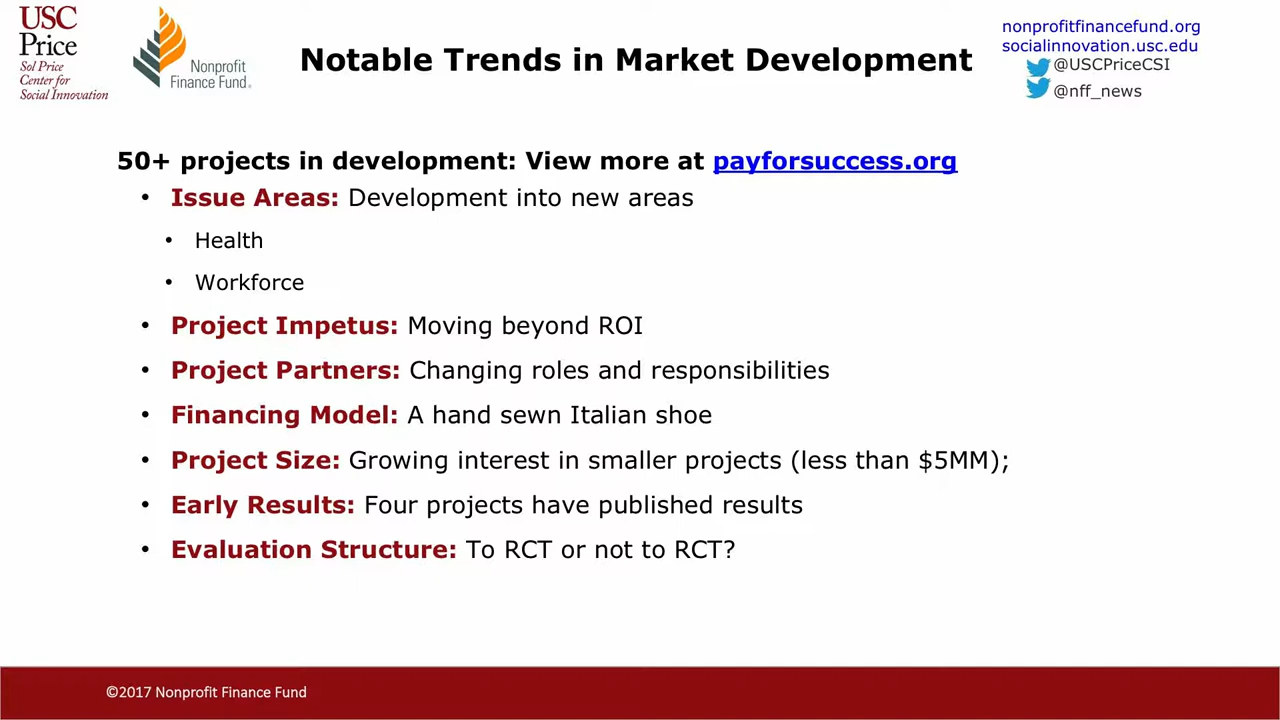 USC
Price
Sol Price
Center for
Social Innovation
Nonprofit
Finance Fund®
Notable Trends in Market Development
nonprofitfinancefund.org
socialinnovation.usc.edu
@USCPriceCSI
@nff_news
50+ projects in development: View more at payforsuccess.org
• Issue Areas: Development into new areas
• Health
• Workforce
• Project Impetus: Moving beyond ROI
• Project Partners: Changing roles and responsibilities
• Financing Model: A hand sewn Italian shoe
• Project Size: Growing interest in smaller projects (less than $5MM);
• Early Results: Four projects have published results
• Evaluation Structure: To RCT or not to RCT?
©2017 Nonprofit Finance Fund